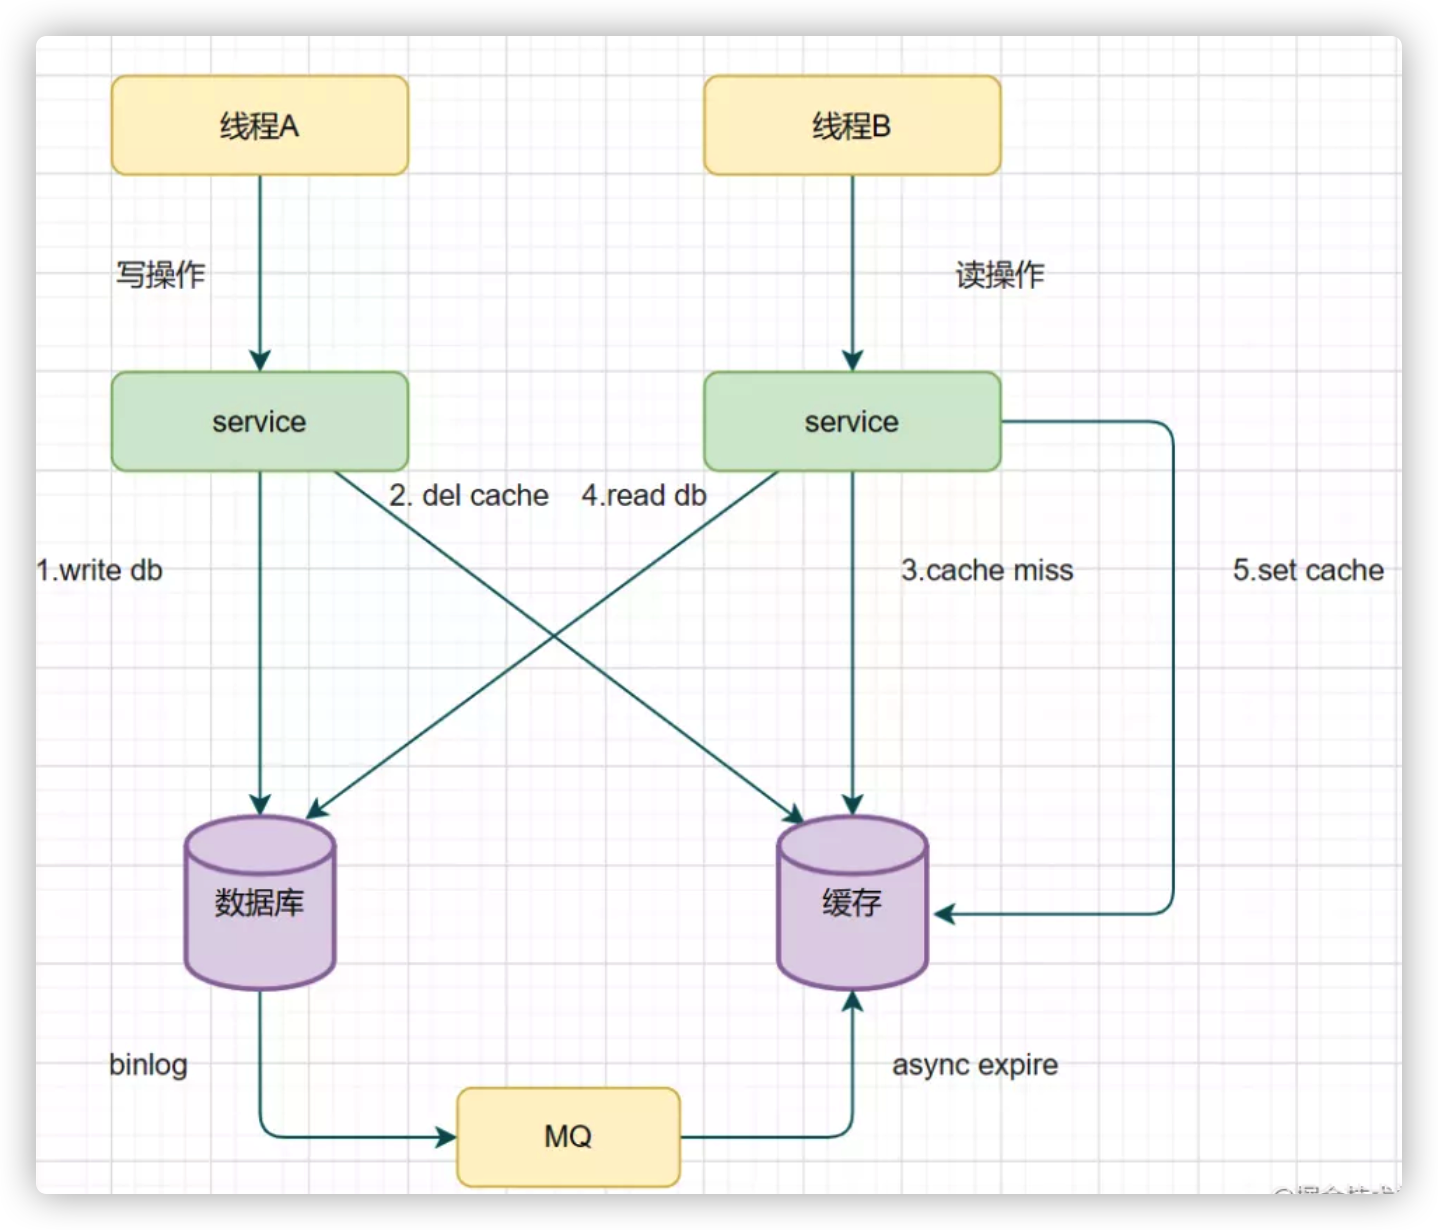 线程A
线程B
写操作
读操作
service
service
2. del cache
4.read db
1.write db
3.cache miss
5.set cache
数据库
缓存
binlog
async expire
MQ